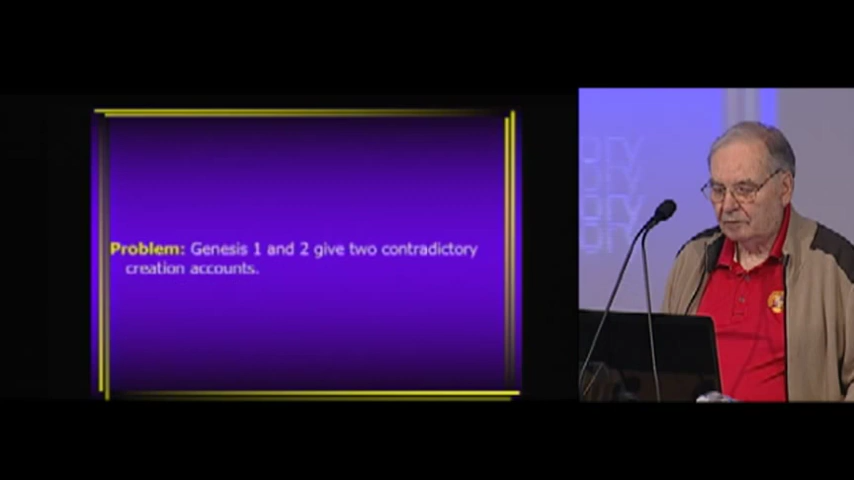 Problem: Genesis 1 and 2 give two contradictory
creation accounts.